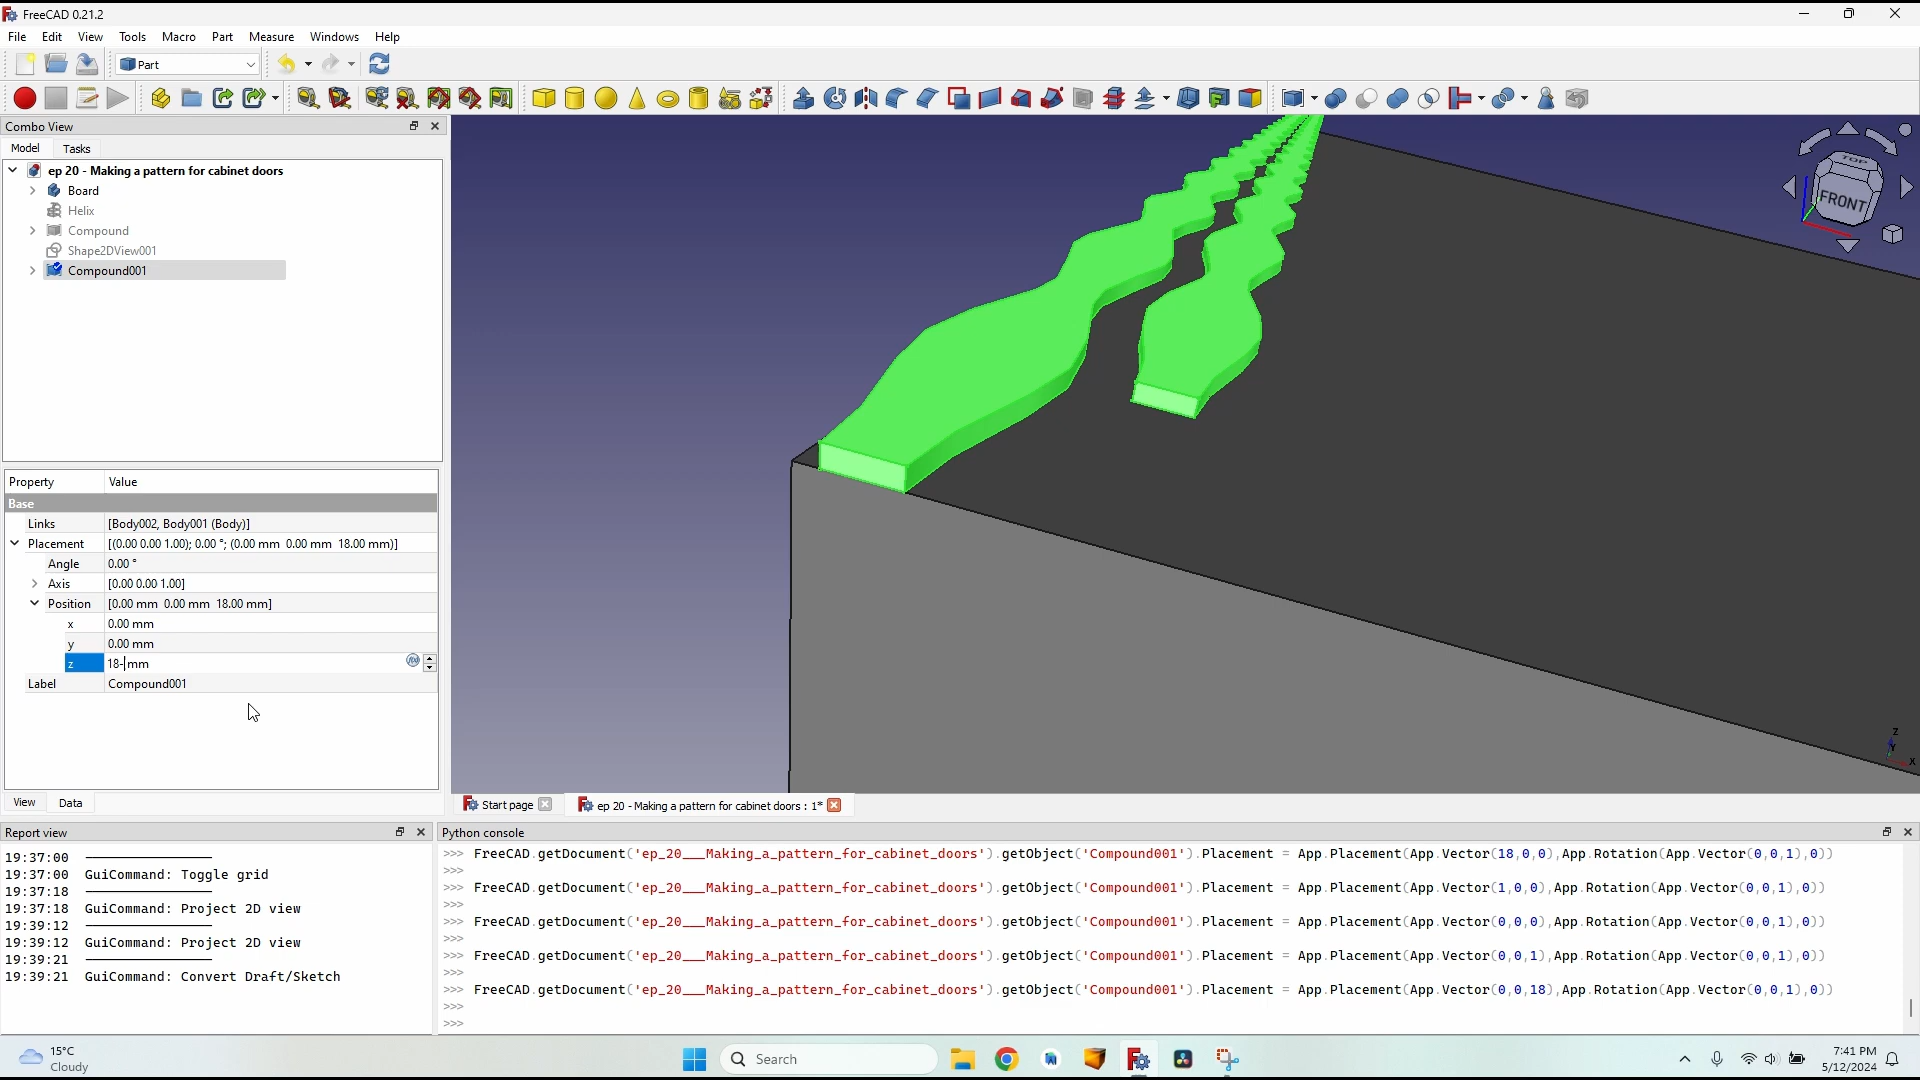 FreeCAD 0.21.2
File Edit View Tools Macro Part Measure Windows Help
Part
Combo View
Model Tasks
ep 20 - Making a pattern for cabinet doors
Board
Helix
Compound
Shape2DView001
Compound001
TOP
FRONT
Property Value
Base
Links [Body002, Body001 (Body)]
Placement [(0.00 0.00 1.00); 0.00 °; (0.00 mm 0.00 mm 18.00 mm)]
Angle 0.00 °
Axis [0.00 0.00 1.00]
Position [0.00 mm 0.00 mm 18.00 mm]
x 0.00 mm
y 0.00 mm
z 18- mm
Label Compound001
Z
Y
X
View Data
Start page
ep 20 - Making a pattern for cabinet doors : 1*
Report view
19:37:00 ────────────────
19:37:00 GuiCommand: Toggle grid
19:37:18 ────────────────
19:37:18 GuiCommand: Project 2D view
19:39:12 ────────────────
19:39:12 GuiCommand: Project 2D view
19:39:21 ────────────────
19:39:21 GuiCommand: Convert Draft/Sketch
Python console
>>> FreeCAD.getDocument('ep_20___Making_a_pattern_for_cabinet_doors').getObject('Compound001').Placement = App.Placement(App.Vector(18,0,0),App.Rotation(App.Vector(0,0,1),0))
>>>
>>> FreeCAD.getDocument('ep_20___Making_a_pattern_for_cabinet_doors').getObject('Compound001').Placement = App.Placement(App.Vector(1,0,0),App.Rotation(App.Vector(0,0,1),0))
>>>
>>> FreeCAD.getDocument('ep_20___Making_a_pattern_for_cabinet_doors').getObject('Compound001').Placement = App.Placement(App.Vector(0,0,0),App.Rotation(App.Vector(0,0,1),0))
>>>
>>> FreeCAD.getDocument('ep_20___Making_a_pattern_for_cabinet_doors').getObject('Compound001').Placement = App.Placement(App.Vector(0,0,1),App.Rotation(App.Vector(0,0,1),0))
>>>
>>> FreeCAD.getDocument('ep_20___Making_a_pattern_for_cabinet_doors').getObject('Compound001').Placement = App.Placement(App.Vector(0,0,18),App.Rotation(App.Vector(0,0,1),0))
>>>
>>>
15°C
Cloudy
Search
7:41 PM
5/12/2024